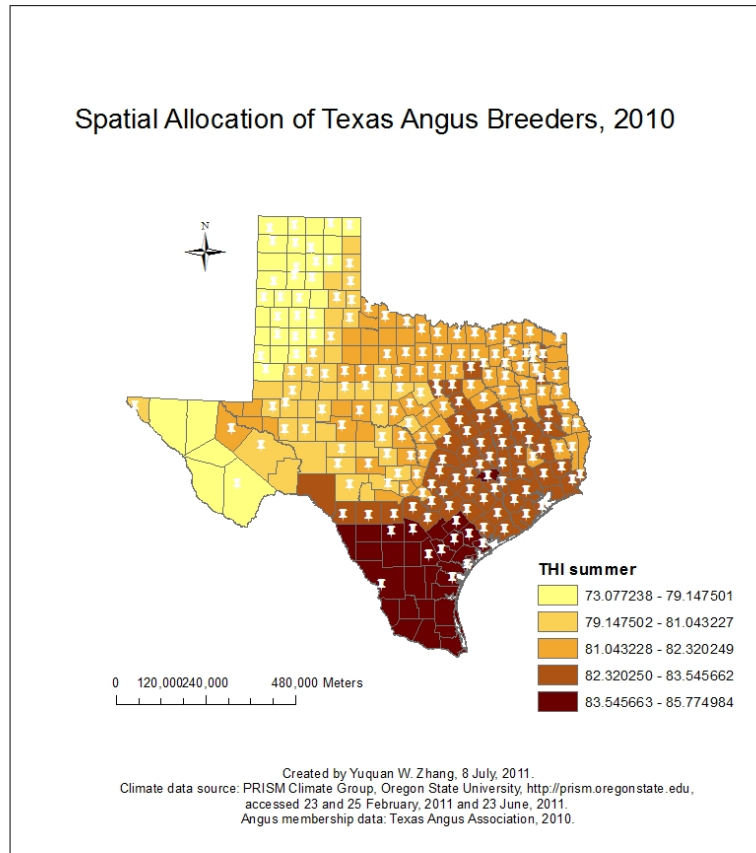 Spatial Allocation of Texas Angus Breeders, 2010
N
THI summer
73.077238 - 79.147501
79.147502 - 81.043227
81.043228 - 82.320249
82.320250 - 83.545662
83.545663 - 85.774984
0 120,000240,000 480,000 Meters
Created by Yuquan W. Zhang, 8 July, 2011.
Climate data source: PRISM Climate Group, Oregon State University, http://prism.oregonstate.edu,
accessed 23 and 25 February, 2011 and 23 June, 2011.
Angus membership data: Texas Angus Association, 2010.